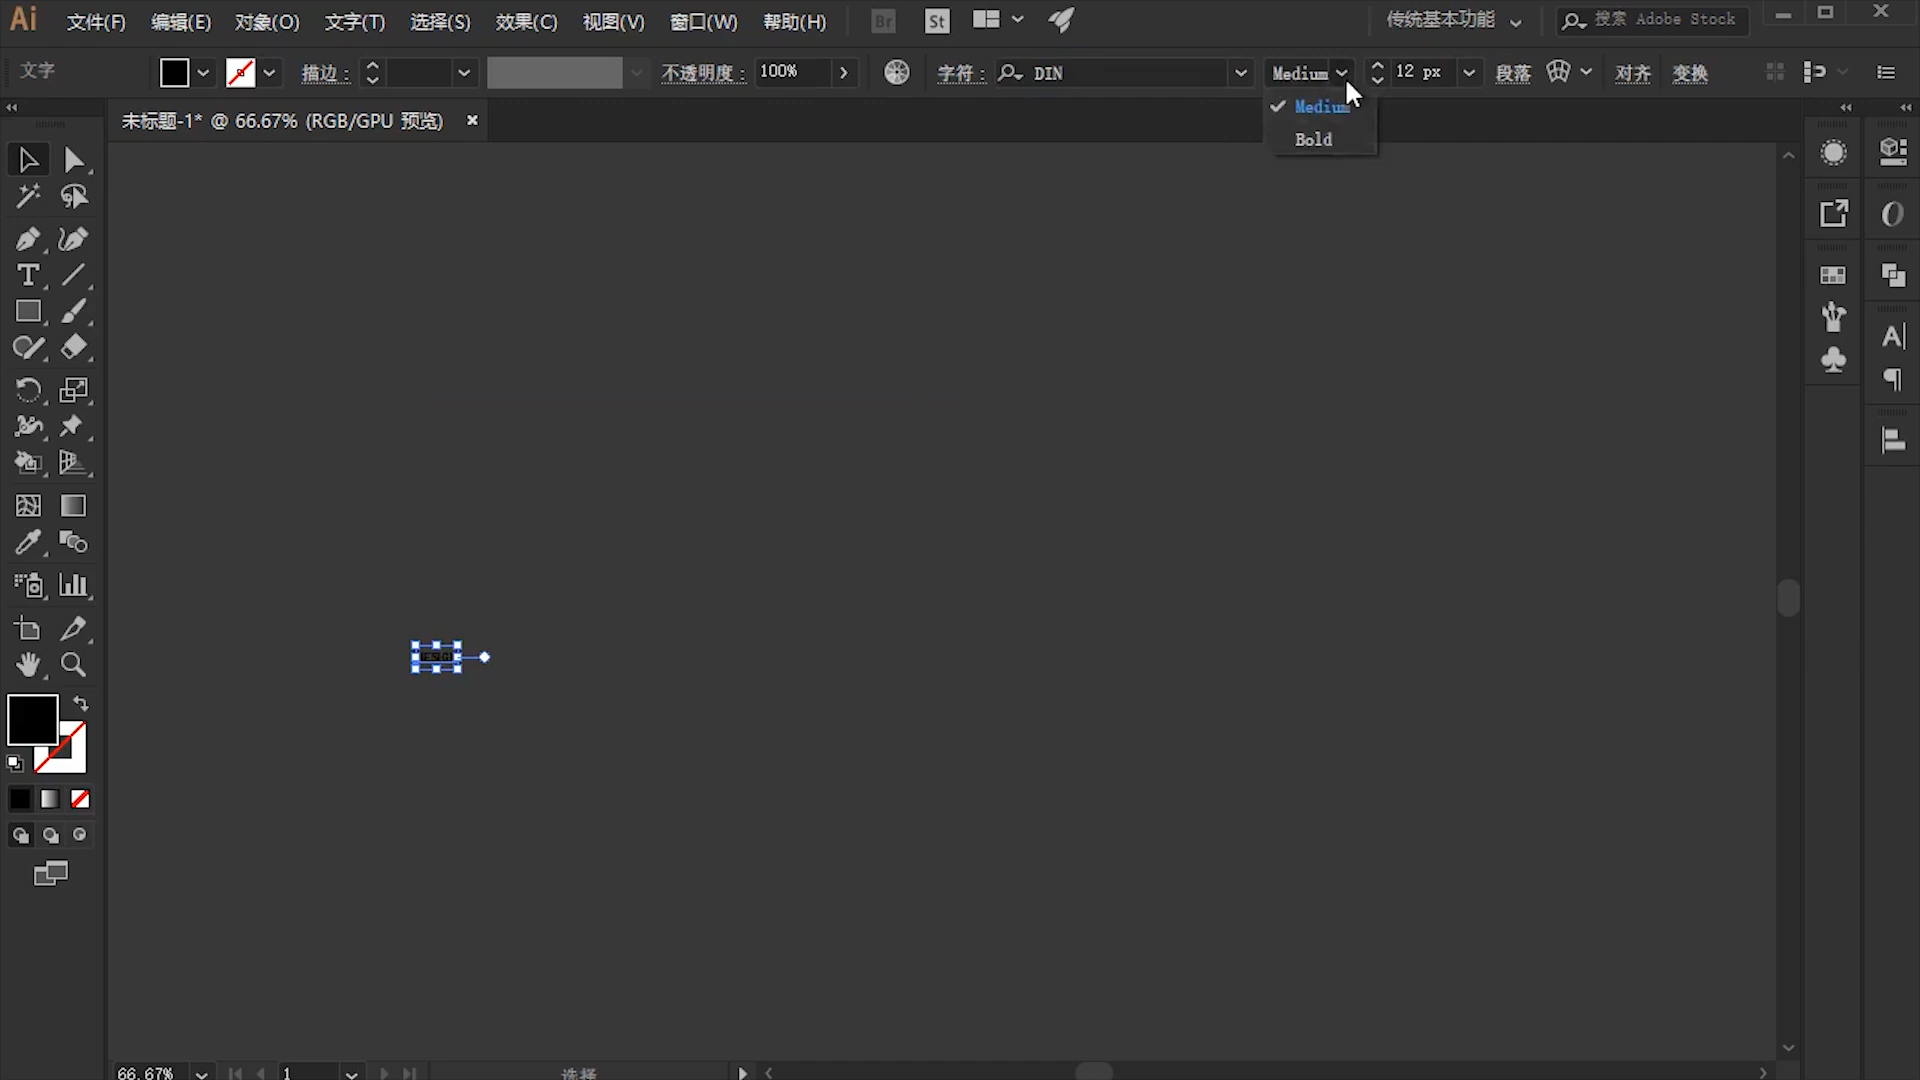 Ai 文件(F) 编辑(E) 对象(O) 文字(T) 选择(S) 效果(C) 视图(V) 窗口(W) 帮助(H) Br St 传统基本功能 搜索 Adobe Stock
文字 描边: 不透明度: 100% 字符: DIN Medium 12 px 段落 对齐 变换
Medium
Bold
未标题-1* @ 66.67% (RGB/GPU 预览)
66.67% 1 选择